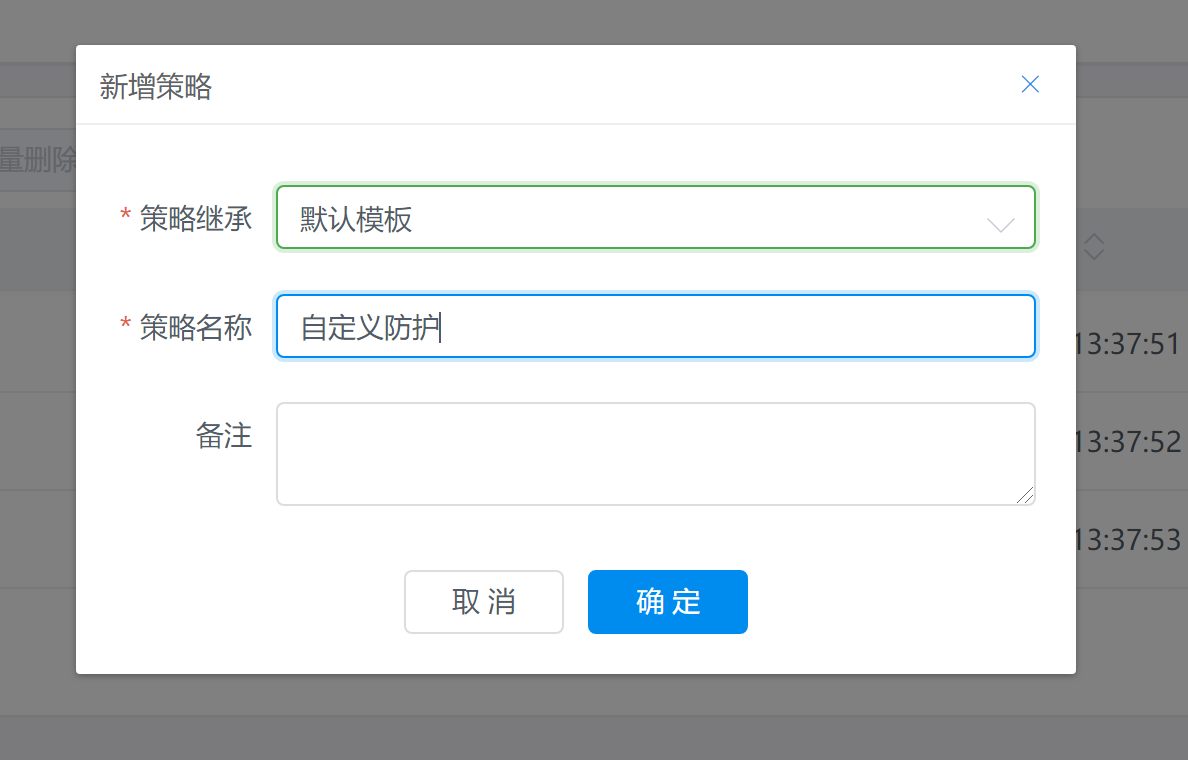 新增策略
量删除
* 策略继承 默认模板
* 策略名称 自定义防护
13:37:51
备注
13:37:52
13:37:53
取 消 确 定